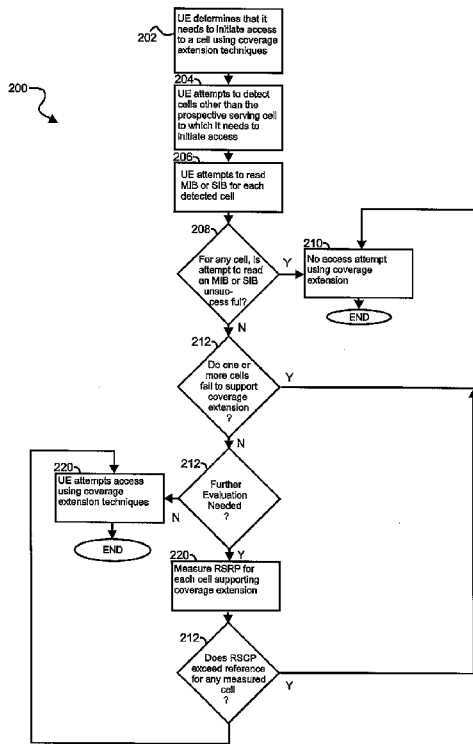 200
202
UE determines that it
needs to initiate access
to a cell using coverage
extension techniques
204
UE attempts to detect
cells other than the
prospective serving cell
to which it needs to
initiate access
206
UE attempts to read
MIB or SIB for each
detected cell
208
For any cell, is
attempt to read
an MIB or SIB
unsuc-
cess ful?
Y
210
No access attempt
using coverage
extension
END
N
212
Do one or
more cells
fail to support
coverage
extension
?
Y
N
212
Further
Evaluation
Needed
?
N
220
UE attempts access
using coverage
extension techniques
END
Y
220
Measure RSRP for
each cell supporting
coverage extension
212
Does RSCP
exceed reference
for any measured
cell
?
Y